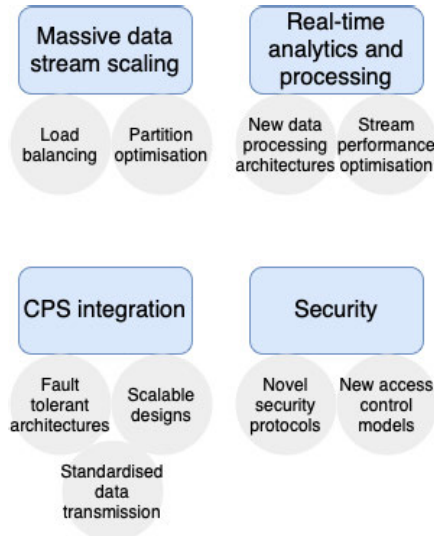 Massive data
stream scaling
Load
balancing
Partition
optimisation
Real-time
analytics and
processing
New data
processing
architectures
Stream
performance
optimisation
CPS integration
Fault
tolerant
architectures
Scalable
designs
Standardised
data
transmission
Security
Novel
security
protocols
New access
control
models